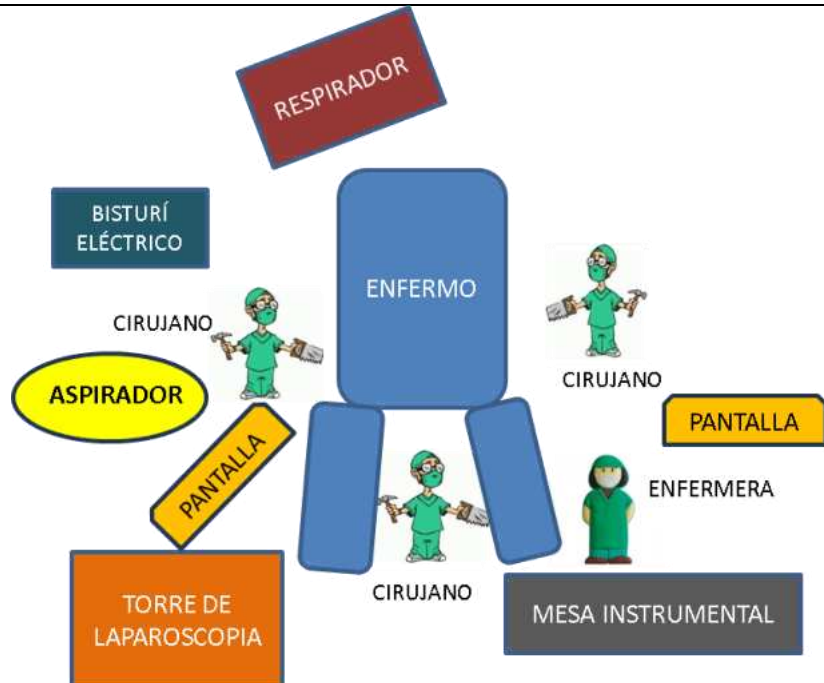 RESPIRADOR
BISTURÍ
ELÉCTRICO
ENFERMO
CIRUJANO
CIRUJANO
ASPIRADOR
PANTALLA
PANTALLA
ENFERMERA
CIRUJANO
TORRE DE
LAPAROSCOPIA
MESA INSTRUMENTAL